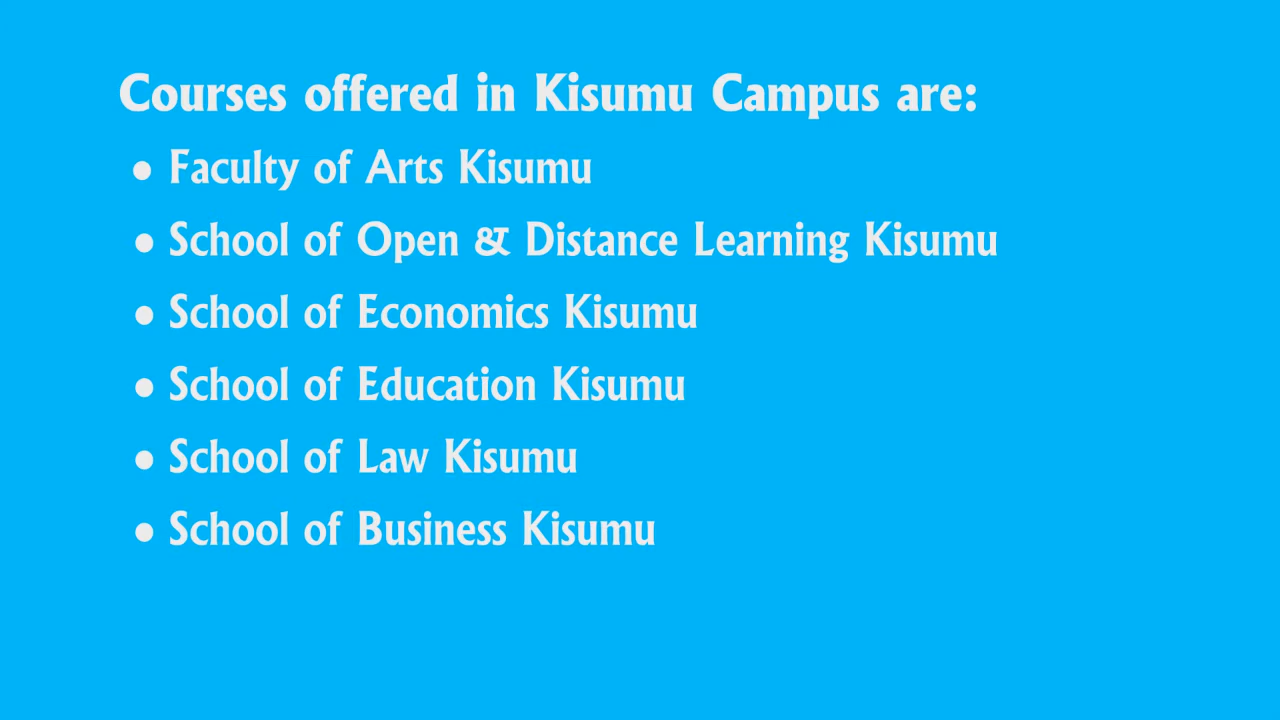 Courses offered in Kisumu Campus are:
• Faculty of Arts Kisumu
• School of Open & Distance Learning Kisumu
• School of Economics Kisumu
• School of Education Kisumu
• School of Law Kisumu
• School of Business Kisumu